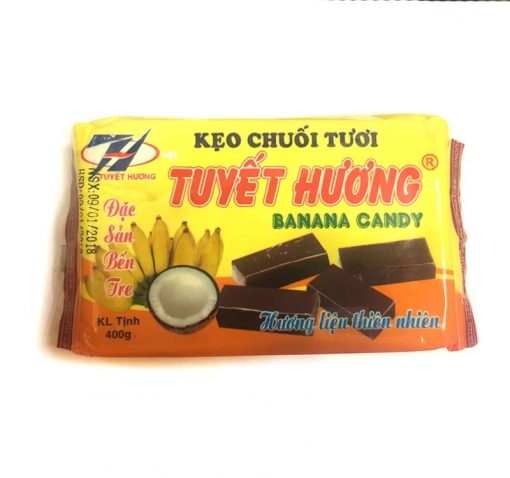 KẸO CHUỐI TƯƠI
TUYẾT HƯƠNG®
BANANA CANDY
TUYẾT HƯƠNG
NSX:09/01/2018
Đặc
Sản
Bến
Tre
KL Tịnh
400g
Hương liệu thiên nhiên